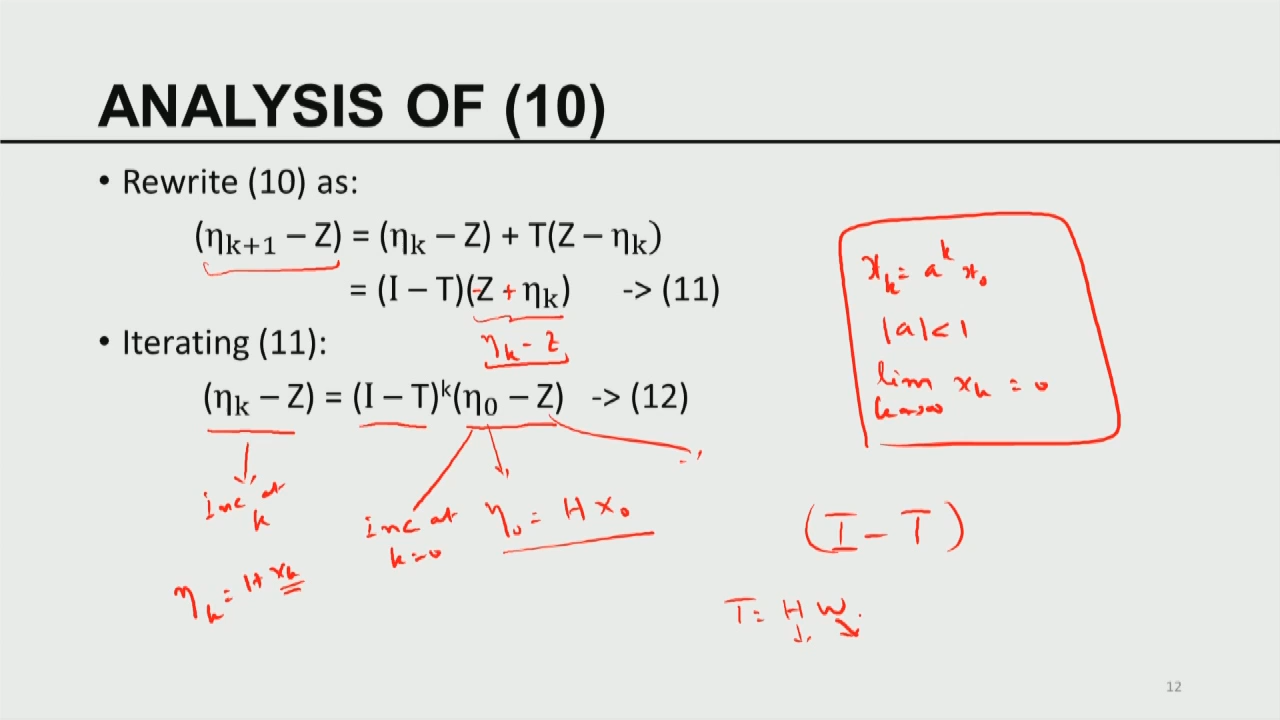 ANALYSIS OF (10)
• Rewrite (10) as:
(ηₖ₊₁ − Z) = (ηₖ − Z) + T(Z − ηₖ)
= (I − T)(-Z + ηₖ) -> (11)
ηₖ - Z
• Iterating (11):
(ηₖ − Z) = (I − T)ᵏ(η₀ − Z) -> (12)
xₖ = aᵏ x₀
|a| < 1
lim xₖ = 0
k→∞
inc at
k
ηₖ = H xₖ
inc at
k=0
η₀ = H x₀
(I - T)
T = H W.
12